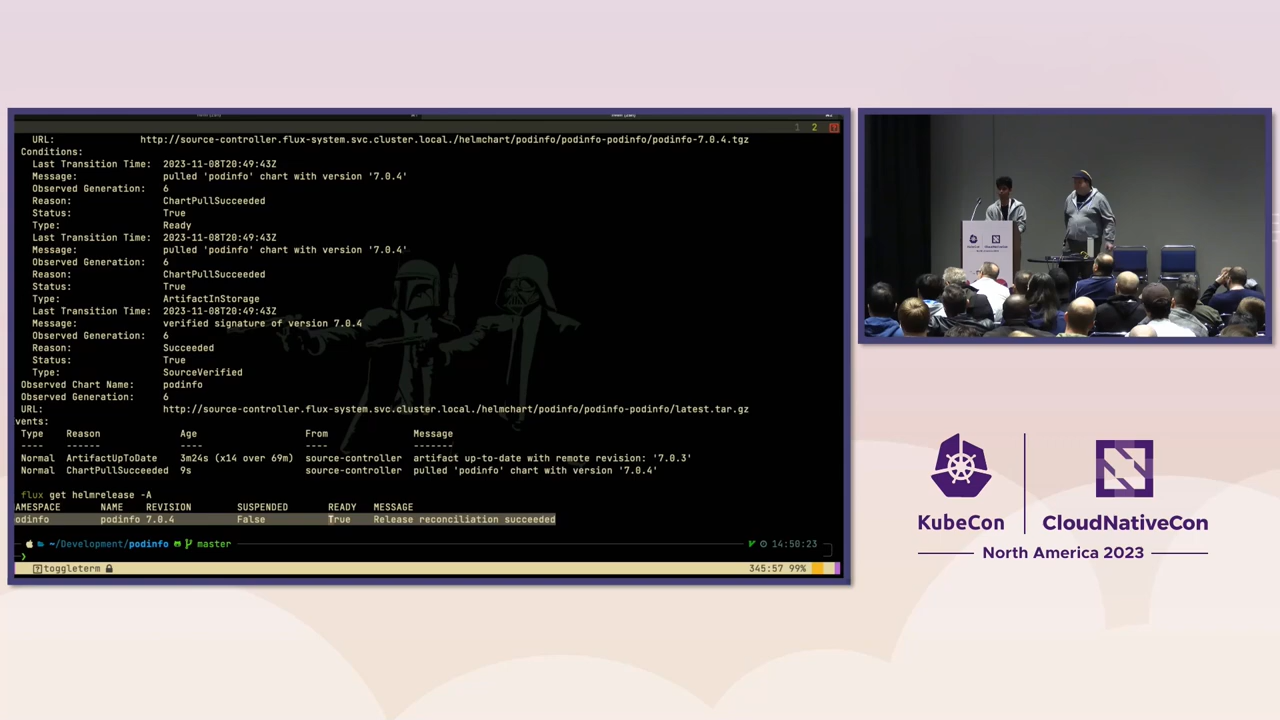 1 2
URL: http://source-controller.flux-system.svc.cluster.local./helmchart/podinfo/podinfo-podinfo/podinfo-7.0.4.tgz
Conditions:
Last Transition Time: 2023-11-08T20:49:43Z
Message: pulled 'podinfo' chart with version '7.0.4'
Observed Generation: 6
Reason: ChartPullSucceeded
Status: True
Type: Ready
Last Transition Time: 2023-11-08T20:49:43Z
Message: pulled 'podinfo' chart with version '7.0.4'
Observed Generation: 6
Reason: ChartPullSucceeded
Status: True
Type: ArtifactInStorage
Last Transition Time: 2023-11-08T20:49:43Z
Message: verified signature of version 7.0.4
Observed Generation: 6
Reason: Succeeded
Status: True
Type: SourceVerified
Observed Chart Name: podinfo
Observed Generation: 6
URL: http://source-controller.flux-system.svc.cluster.local./helmchart/podinfo/podinfo-podinfo/latest.tar.gz
vents:
Type Reason Age From Message
---- ------ ---- ---- -------
Normal ArtifactUpToDate 3m24s (x14 over 69m) source-controller artifact up-to-date with remote revision: '7.0.3'
Normal ChartPullSucceeded 9s source-controller pulled 'podinfo' chart with version '7.0.4'
flux get helmrelease -A
AMESPACE NAME REVISION SUSPENDED READY MESSAGE
odinfo podinfo 7.0.4 False True Release reconciliation succeeded
~/Development/podinfo master 14:50:23
❯
toggleterm 345:57 99%
KubeCon CloudNativeCon
North America 2023